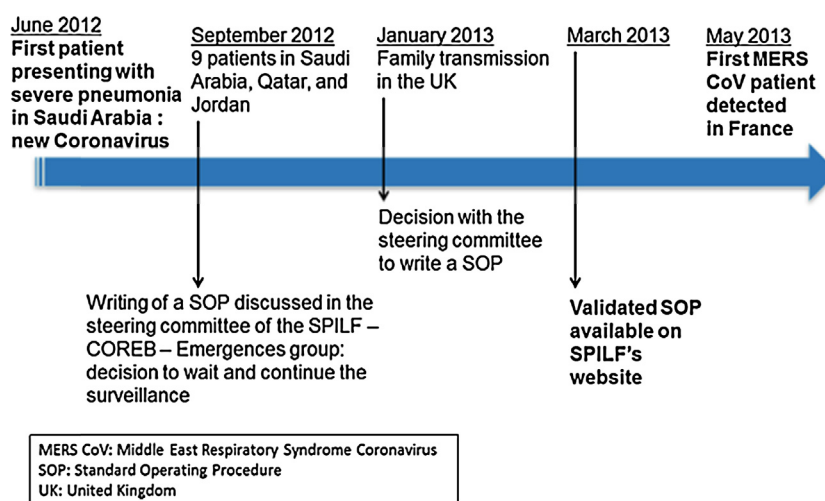 June 2012
First patient
presenting with
severe pneumonia
in Saudi Arabia :
new Coronavirus
September 2012
9 patients in Saudi
Arabia, Qatar, and
Jordan
January 2013
Family transmission
in the UK
March 2013
May 2013
First MERS
CoV patient
detected
in France
Decision with the
steering committee
to write a SOP
Writing of a SOP discussed in the
steering committee of the SPILF –
COREB – Emergences group:
decision to wait and continue the
surveillance
Validated SOP
available on
SPILF's
website
MERS CoV: Middle East Respiratory Syndrome Coronavirus
SOP: Standard Operating Procedure
UK: United Kingdom